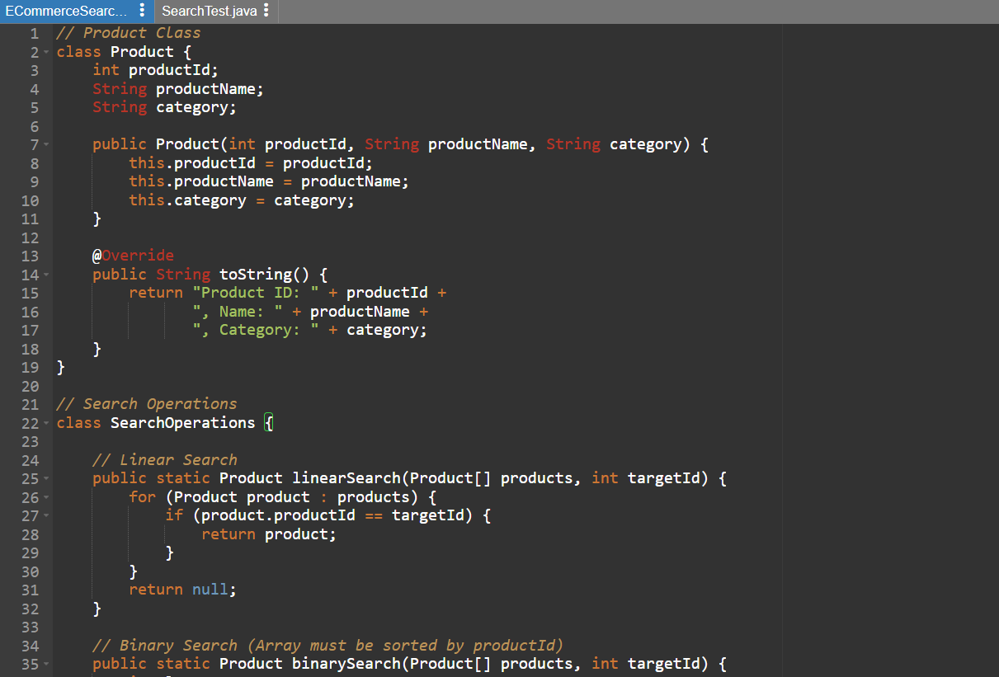 ECommerceSearc... SearchTest.java
1 // Product Class
2 class Product {
3     int productId;
4     String productName;
5     String category;
6
7     public Product(int productId, String productName, String category) {
8         this.productId = productId;
9         this.productName = productName;
10         this.category = category;
11     }
12
13     @Override
14     public String toString() {
15         return "Product ID: " + productId +
16                ", Name: " + productName +
17                ", Category: " + category;
18     }
19 }
20
21 // Search Operations
22 class SearchOperations {
23
24     // Linear Search
25     public static Product linearSearch(Product[] products, int targetId) {
26         for (Product product : products) {
27             if (product.productId == targetId) {
28                 return product;
29             }
30         }
31         return null;
32     }
33
34     // Binary Search (Array must be sorted by productId)
35     public static Product binarySearch(Product[] products, int targetId) {